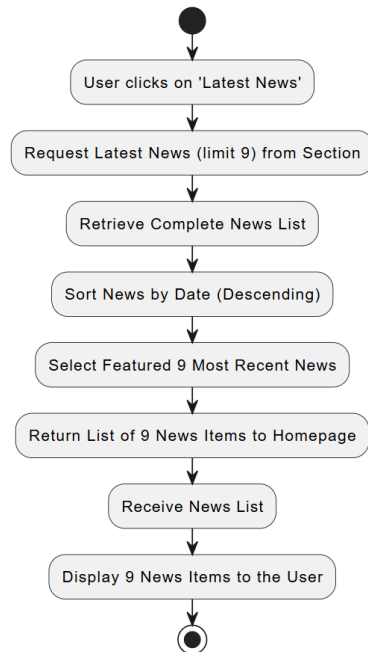 User clicks on 'Latest News'
Request Latest News (limit 9) from Section
Retrieve Complete News List
Sort News by Date (Descending)
Select Featured 9 Most Recent News
Return List of 9 News Items to Homepage
Receive News List
Display 9 News Items to the User